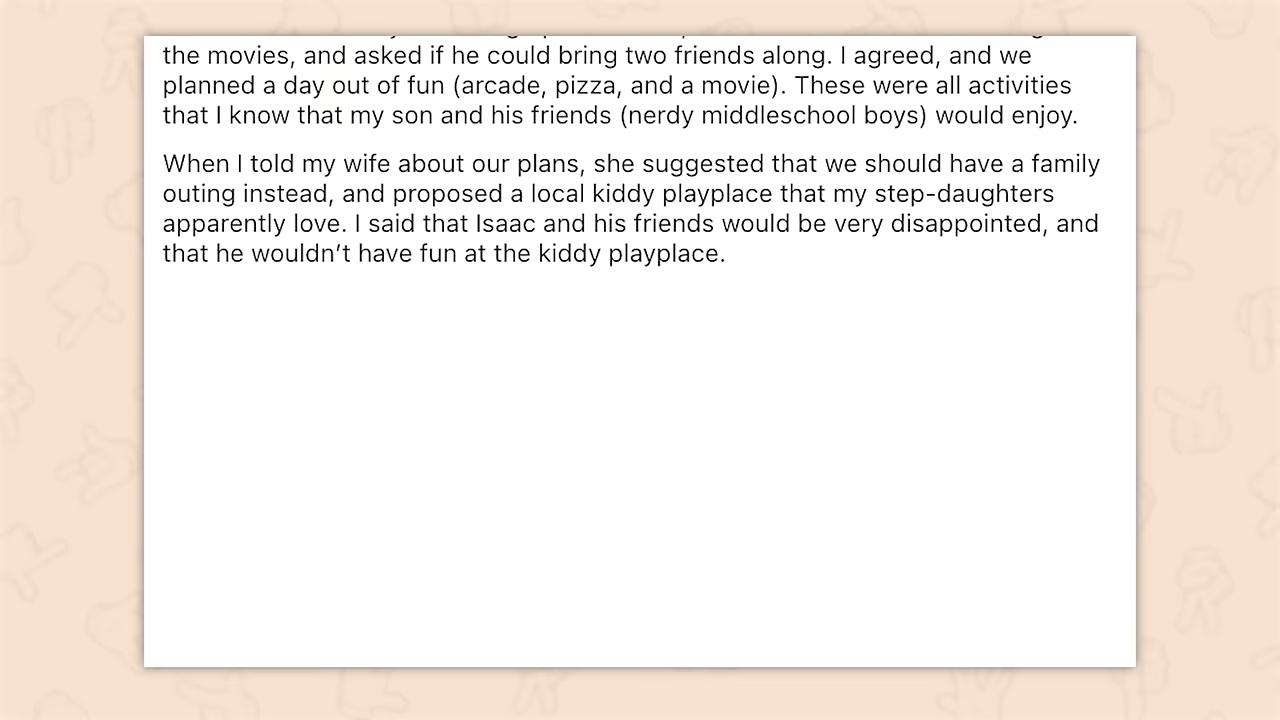 the movies, and asked if he could bring two friends along. I agreed, and we
planned a day out of fun (arcade, pizza, and a movie). These were all activities
that I know that my son and his friends (nerdy middleschool boys) would enjoy.
When I told my wife about our plans, she suggested that we should have a family
outing instead, and proposed a local kiddy playplace that my step-daughters
apparently love. I said that Isaac and his friends would be very disappointed, and
that he wouldn’t have fun at the kiddy playplace.